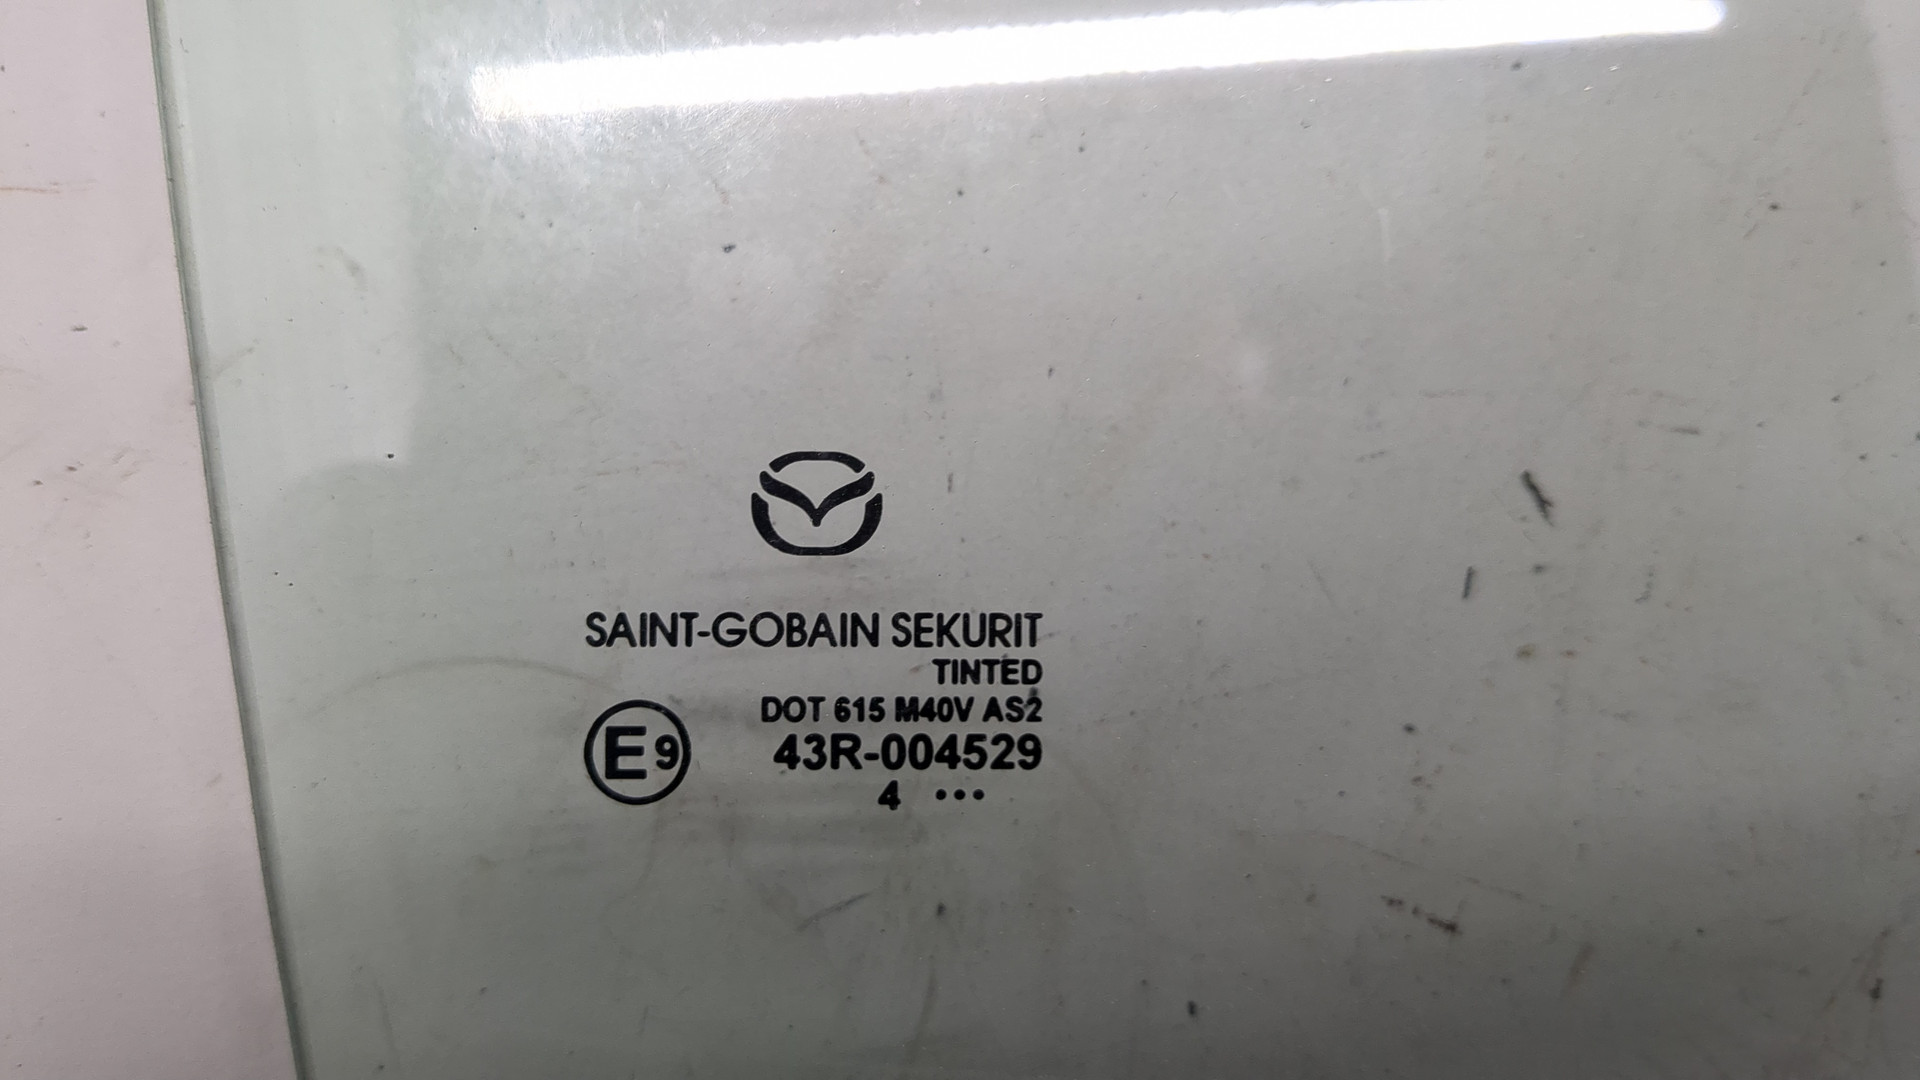 SAINT-GOBAIN SEKURIT
TINTED
DOT 615 M40V AS2
E9 43R-004529
4 •••